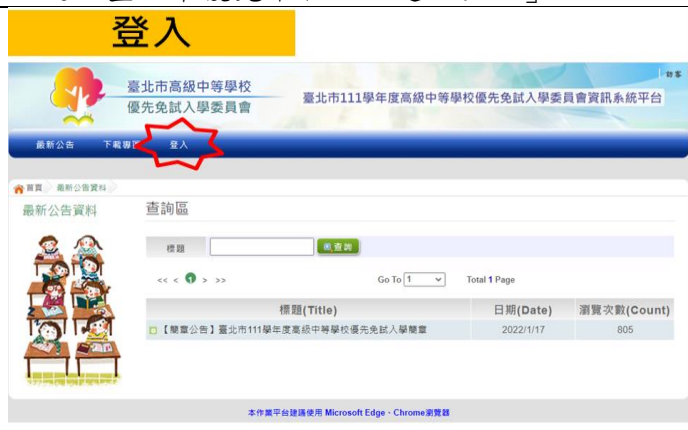 登入
訪客
臺北市高級中等學校
優先免試入學委員會
臺北市111學年度高級中等學校優先免試入學委員會資訊系統平台
最新公告 下載專區 登入
首頁 最新公告資料
最新公告資料
查詢區
標題 查詢
<< < 1 > >> Go To 1 Total 1 Page
標題(Title) 日期(Date) 瀏覽次數(Count)
【簡章公告】臺北市111學年度高級中等學校優先免試入學簡章 2022/1/17 805
本作業平台建議使用 Microsoft Edge、Chrome瀏覽器